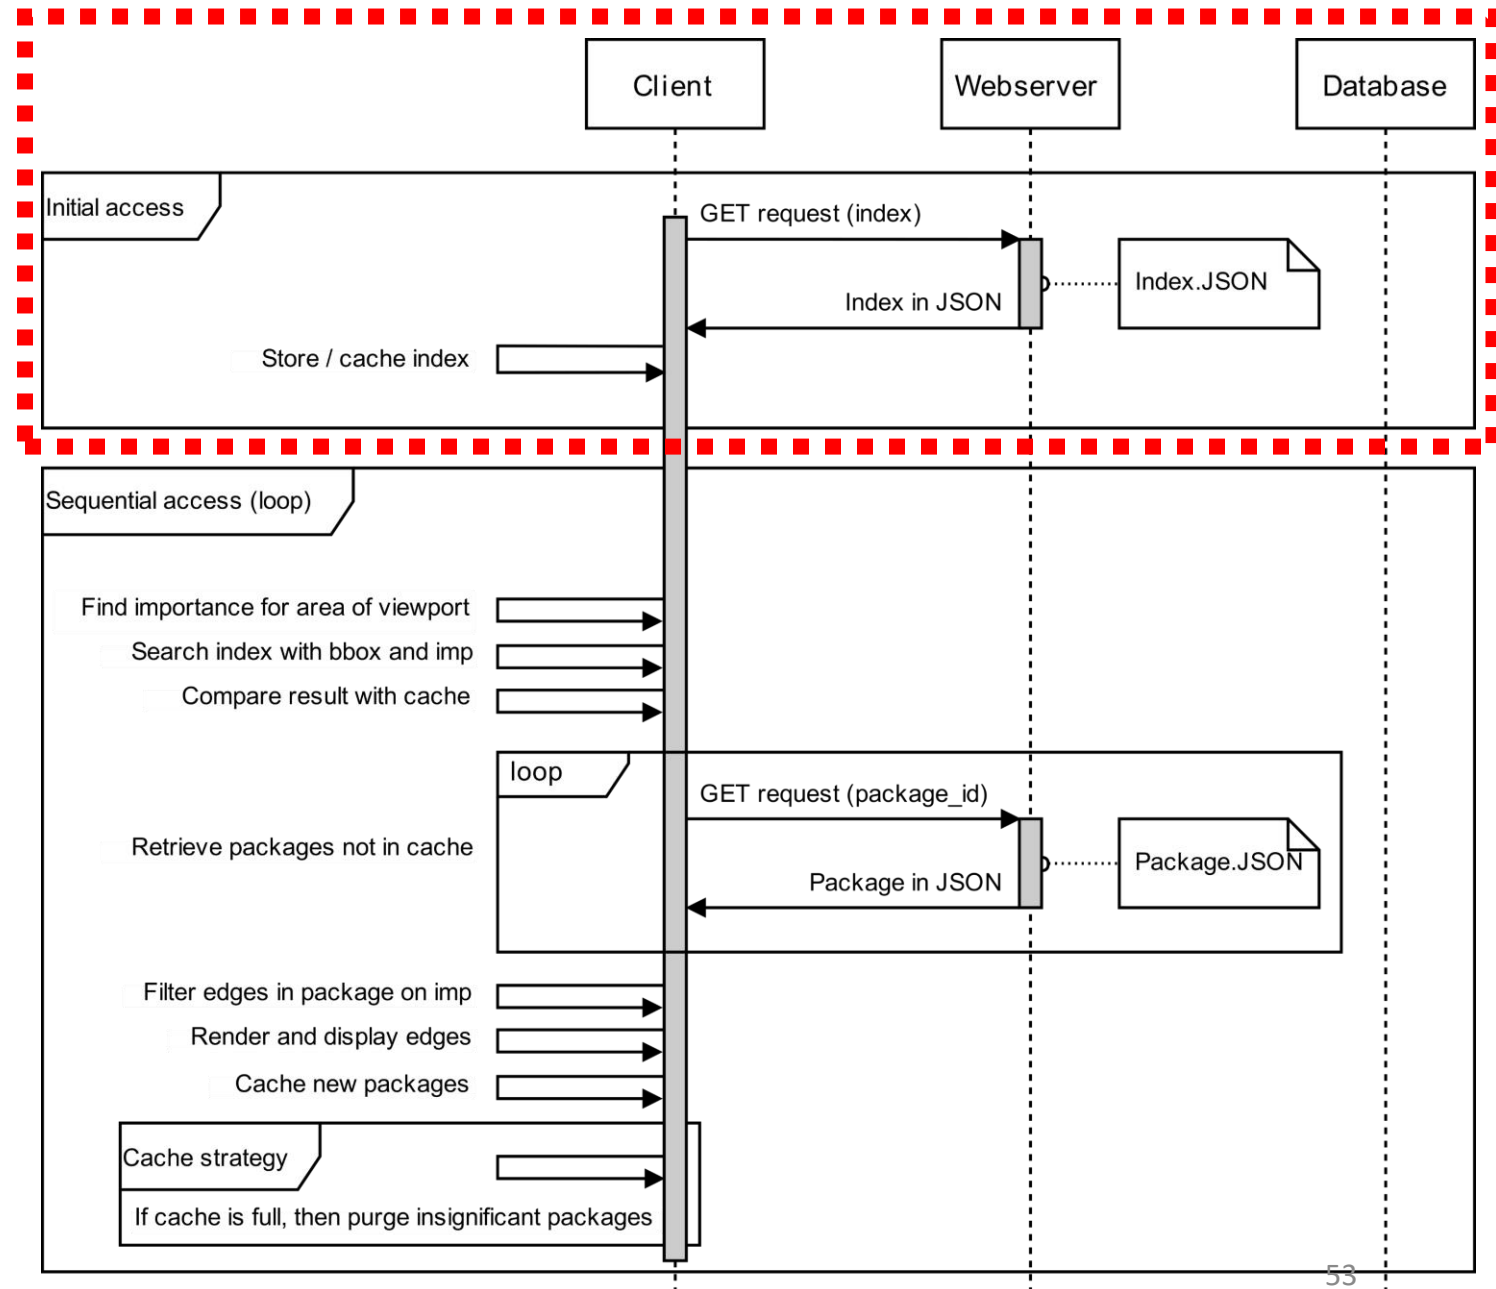 Client
Webserver
Database
Initial access
GET request (index)
Index.JSON
Index in JSON
Store / cache index
Sequential access (loop)
Find importance for area of viewport
Search index with bbox and imp
Compare result with cache
loop
GET request (package_id)
Retrieve packages not in cache
Package.JSON
Package in JSON
Filter edges in package on imp
Render and display edges
Cache new packages
Cache strategy
If cache is full, then purge insignificant packages
53